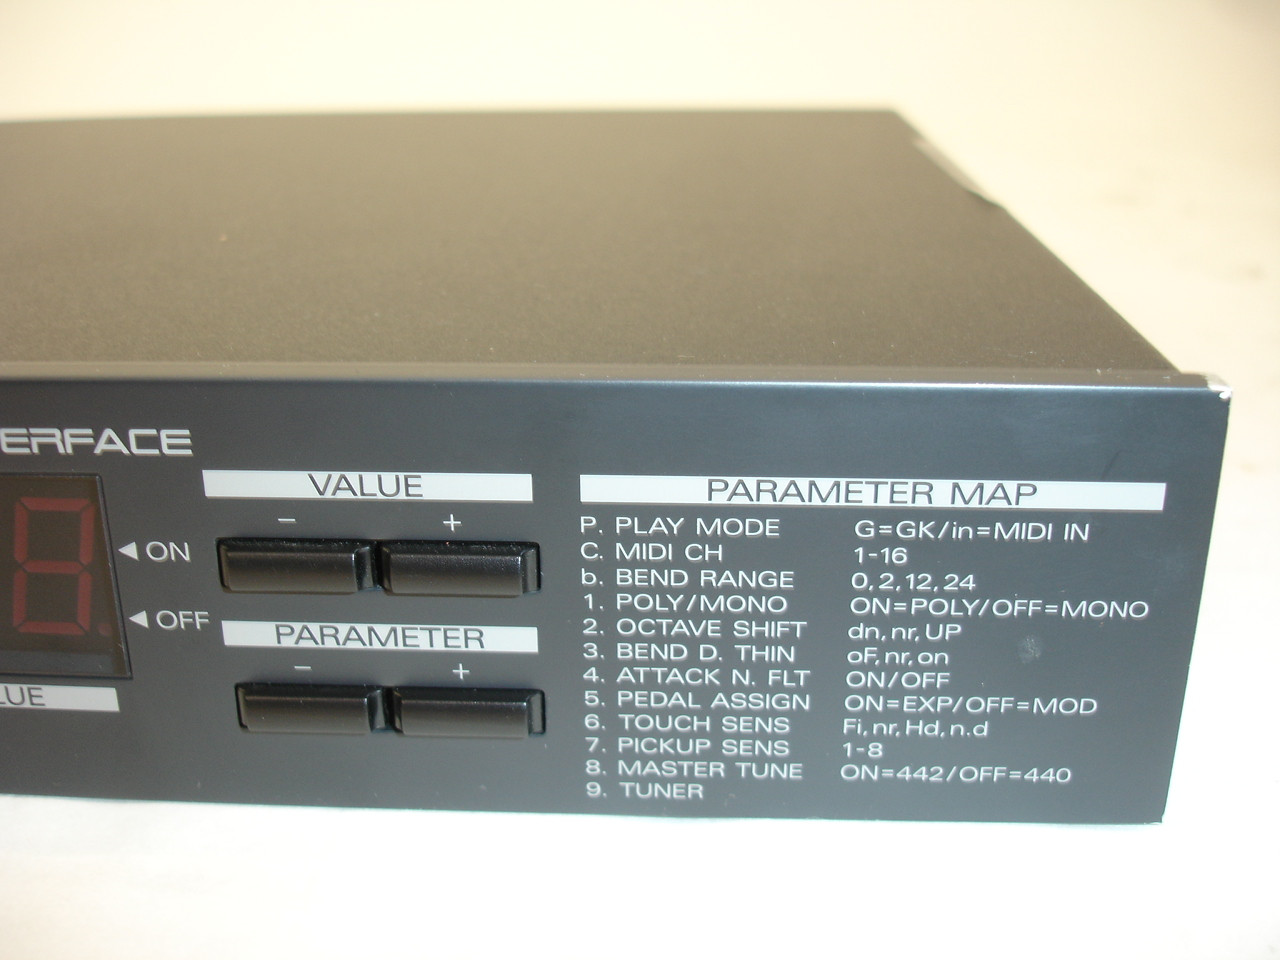 ERFACE
VALUE
- +
◀ ON
◀ OFF
PARAMETER
- +
LUE
PARAMETER MAP
P. PLAY MODE G=GK/in=MIDI IN
C. MIDI CH 1-16
b. BEND RANGE 0,2,12,24
1. POLY/MONO ON=POLY/OFF=MONO
2. OCTAVE SHIFT dn,nr,UP
3. BEND D. THIN oF,nr,on
4. ATTACK N. FLT ON/OFF
5. PEDAL ASSIGN ON=EXP/OFF=MOD
6. TOUCH SENS Fi,nr,Hd,n.d
7. PICKUP SENS 1-8
8. MASTER TUNE ON=442/OFF=440
9. TUNER